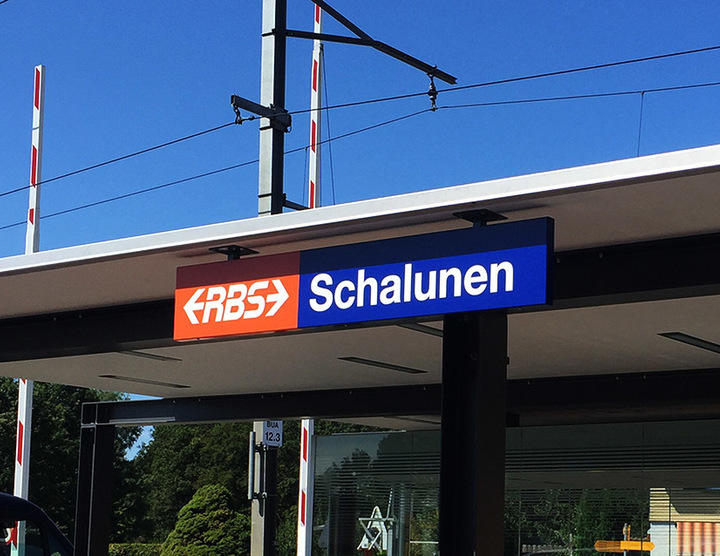 RBS Schalunen
BUA
12.3